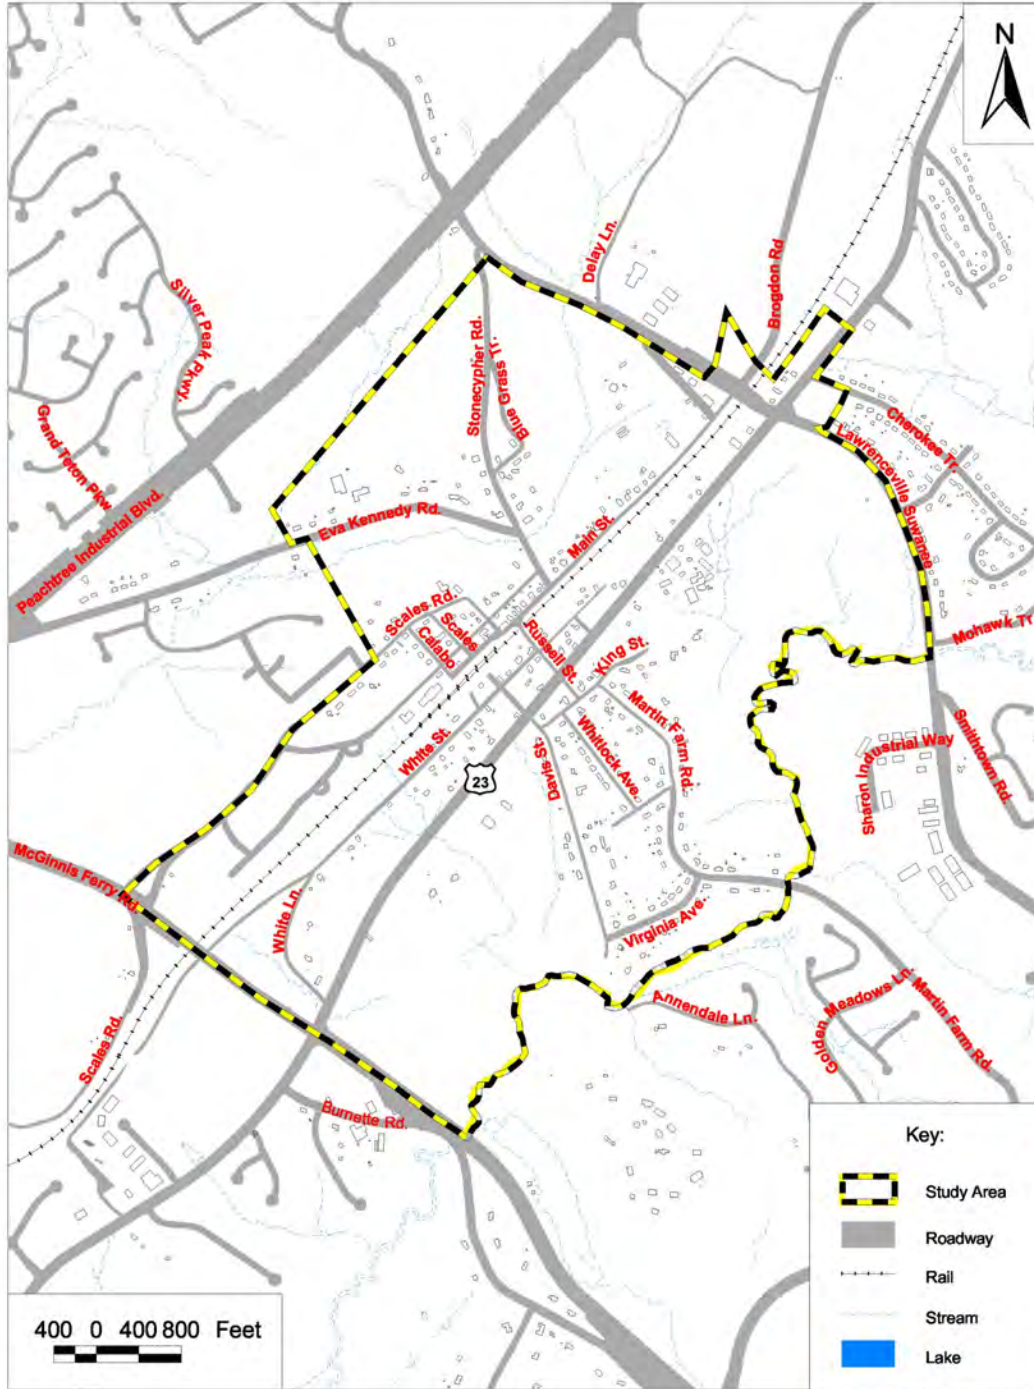 N
Delay Ln.
Brogdon Rd
Silver Peak Pkwy.
Stonecypher Rd.
Blue Grass Tr.
Grand Teton Pkw
Cherokee Tr.
Lawrenceville Suwanee
Peachtree Industrial Blvd.
Eva Kennedy Rd.
Main St.
Scales Rd.
Scales
Calabo
Russell St.
King St.
Mohawk Tr
Martin Farm Rd.
White St.
Whitlock Ave.
Davis St.
23
Smithtown Rd.
Sharon Industrial Way
McGinnis Ferry Rd.
White Ln.
Virginia Ave.
Annendale Ln.
Golden Meadows Ln.
Martin Farm Rd.
Scales Rd.
Burnette Rd.
Key:
Study Area
Roadway
Rail
Stream
Lake
400 0 400 800 Feet